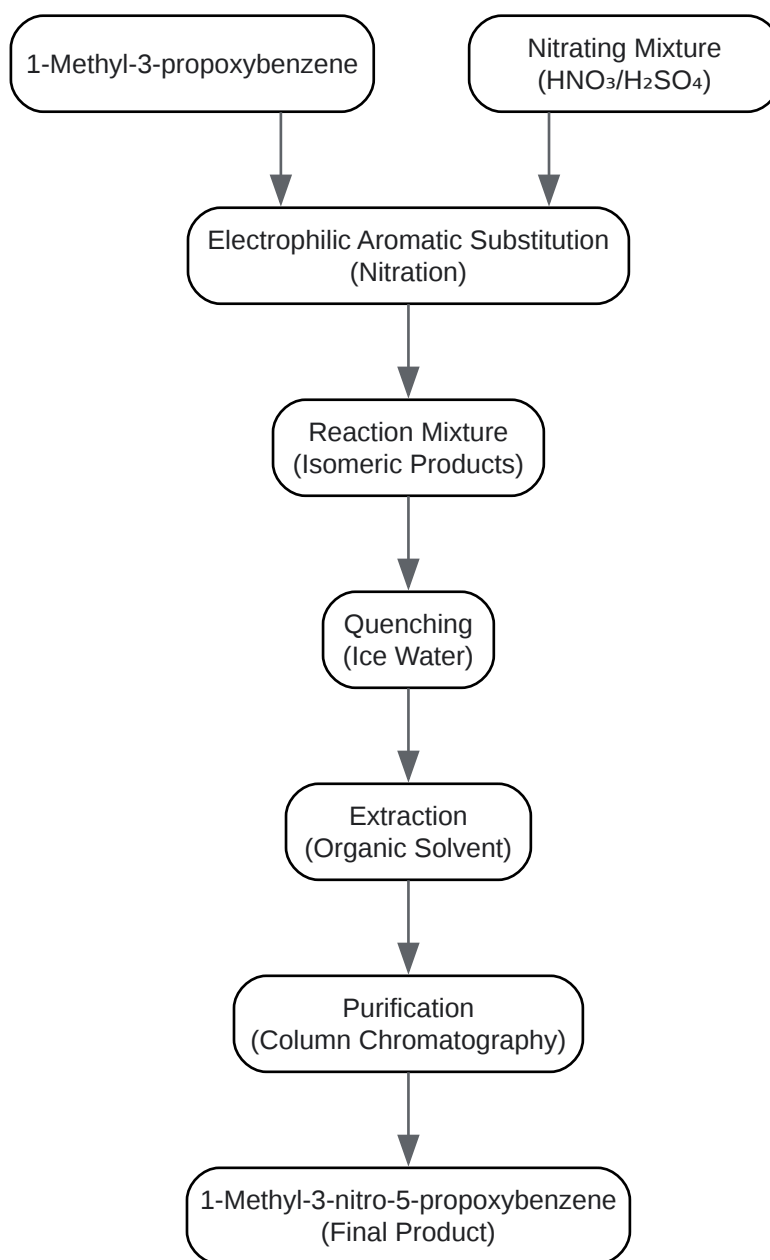 1-Methyl-3-propoxybenzene
Nitrating Mixture
(HNO₃/H₂SO₄)
Electrophilic Aromatic Substitution
(Nitration)
Reaction Mixture
(Isomeric Products)
Quenching
(Ice Water)
Extraction
(Organic Solvent)
Purification
(Column Chromatography)
1-Methyl-3-nitro-5-propoxybenzene
(Final Product)